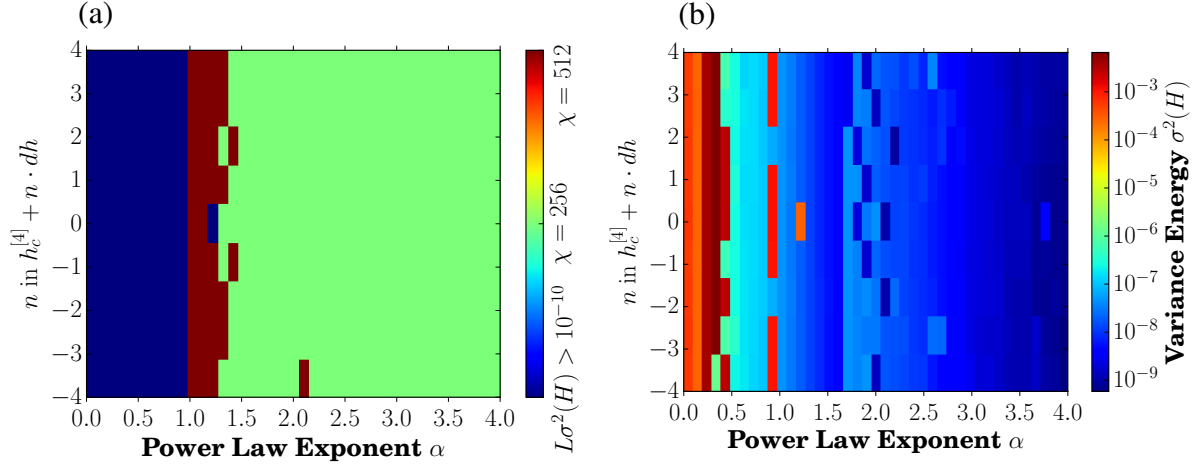 (a)
4
3
2
1
0
−1
−2
−3
−4
n in h_c^{[4]} + n · dh
0.0 0.5 1.0 1.5 2.0 2.5 3.0 3.5 4.0
Power Law Exponent α
Lσ²(H) > 10⁻¹⁰ χ = 256 χ = 512
(b)
4
3
2
1
0
−1
−2
−3
−4
n in h_c^{[4]} + n · dh
0.0 0.5 1.0 1.5 2.0 2.5 3.0 3.5 4.0
Power Law Exponent α
10⁻³
10⁻⁴
10⁻⁵
10⁻⁶
10⁻⁷
10⁻⁸
10⁻⁹
Variance Energy σ²(H)